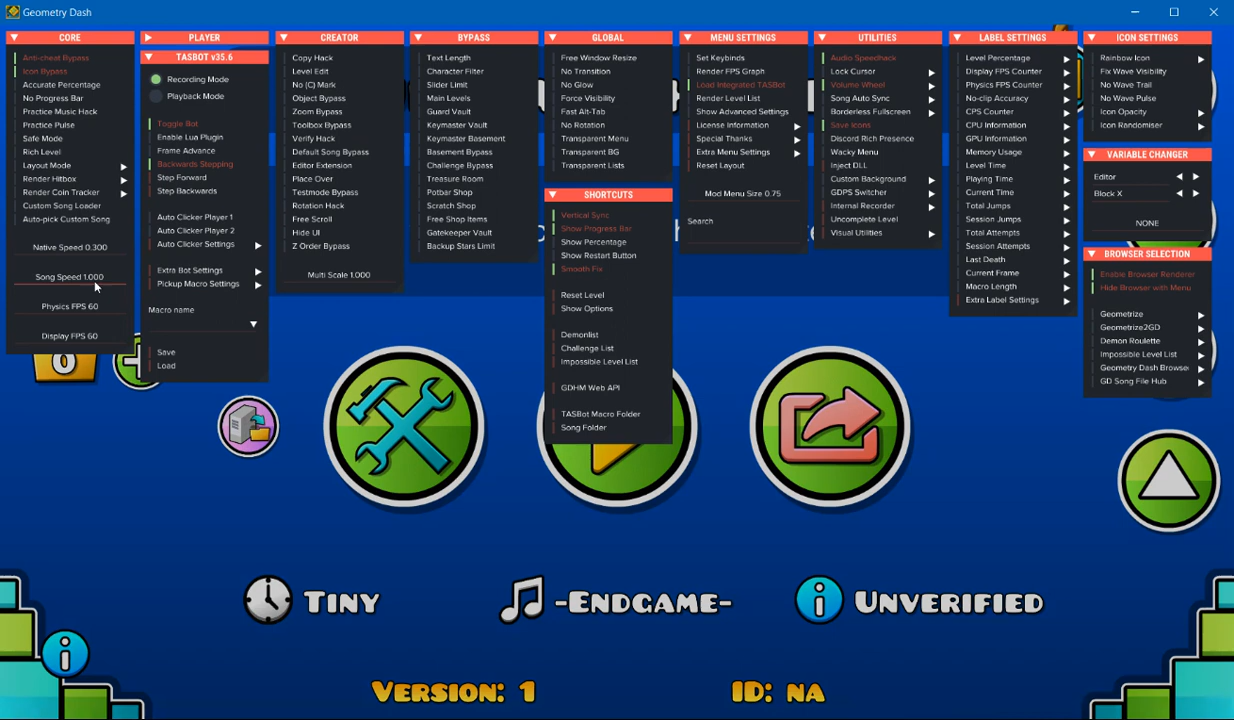 Geometry Dash
CORE
Anti-cheat Bypass
Icon Bypass
Accurate Percentage
No Progress Bar
Practice Music Hack
Practice Pulse
Safe Mode
Rich Level
Layout Mode
Render Hitbox
Render Coin Tracker
Custom Song Loader
Auto-pick Custom Song
Native Speed 0.300
Song Speed 1.000
Physics FPS 60
Display FPS 60
PLAYER
TASBOT v35.6
Recording Mode
Playback Mode
Toggle Bot
Enable Lua Plugin
Frame Advance
Backwards Stepping
Step Forward
Step Backwards
Auto Clicker Player 1
Auto Clicker Player 2
Auto Clicker Settings
Extra Bot Settings
Pickup Macro Settings
Macro name
Save
Load
CREATOR
Copy Hack
Level Edit
No (C) Mark
Object Bypass
Zoom Bypass
Toolbox Bypass
Verify Hack
Default Song Bypass
Editor Extension
Place Over
Testmode Bypass
Rotation Hack
Free Scroll
Hide UI
Z Order Bypass
Multi Scale 1.000
BYPASS
Text Length
Character Filter
Slider Limit
Main Levels
Guard Vault
Keymaster Vault
Keymaster Basement
Basement Bypass
Challenge Bypass
Treasure Room
Potbar Shop
Scratch Shop
Free Shop Items
Gatekeeper Vault
Backup Stars Limit
GLOBAL
Free Window Resize
No Transition
No Glow
Force Visibility
Fast Alt-Tab
No Rotation
Transparent Menu
Transparent BG
Transparent Lists
SHORTCUTS
Vertical Sync
Show Progress Bar
Show Percentage
Show Restart Button
Smooth Fix
Reset Level
Show Options
Demonlist
Challenge List
Impossible Level List
GDHM Web API
TASBot Macro Folder
Song Folder
MENU SETTINGS
Set Keybinds
Render FPS Graph
Load Integrated TASBot
Render Level List
Show Advanced Settings
License Information
Special Thanks
Extra Menu Settings
Reset Layout
Mod Menu Size 0.75
Search
UTILITIES
Audio Speedhack
Lock Cursor
Volume Wheel
Song Auto Sync
Borderless Fullscreen
Save Icons
Discord Rich Presence
Wacky Menu
Inject DLL
Custom Background
GDPS Switcher
Internal Recorder
Uncomplete Level
Visual Utilities
LABEL SETTINGS
Level Percentage
Display FPS Counter
Physics FPS Counter
No-clip Accuracy
CPS Counter
CPU Information
GPU Information
Memory Usage
Level Time
Playing Time
Current Time
Total Jumps
Session Jumps
Total Attempts
Session Attempts
Last Death
Current Frame
Macro Length
Extra Label Settings
ICON SETTINGS
Rainbow Icon
Fix Wave Visibility
No Wave Trail
No Wave Pulse
Icon Opacity
Icon Randomiser
VARIABLE CHANGER
Editor
Block X
NONE
BROWSER SELECTION
Enable Browser Renderer
Hide Browser with Menu
Geometrize
Geometrize2GD
Demon Roulette
Impossible Level List
Geometry Dash Browse
GD Song File Hub
TINY
-ENDGAME-
UNVERIFIED
VERSION: 1
ID: NA